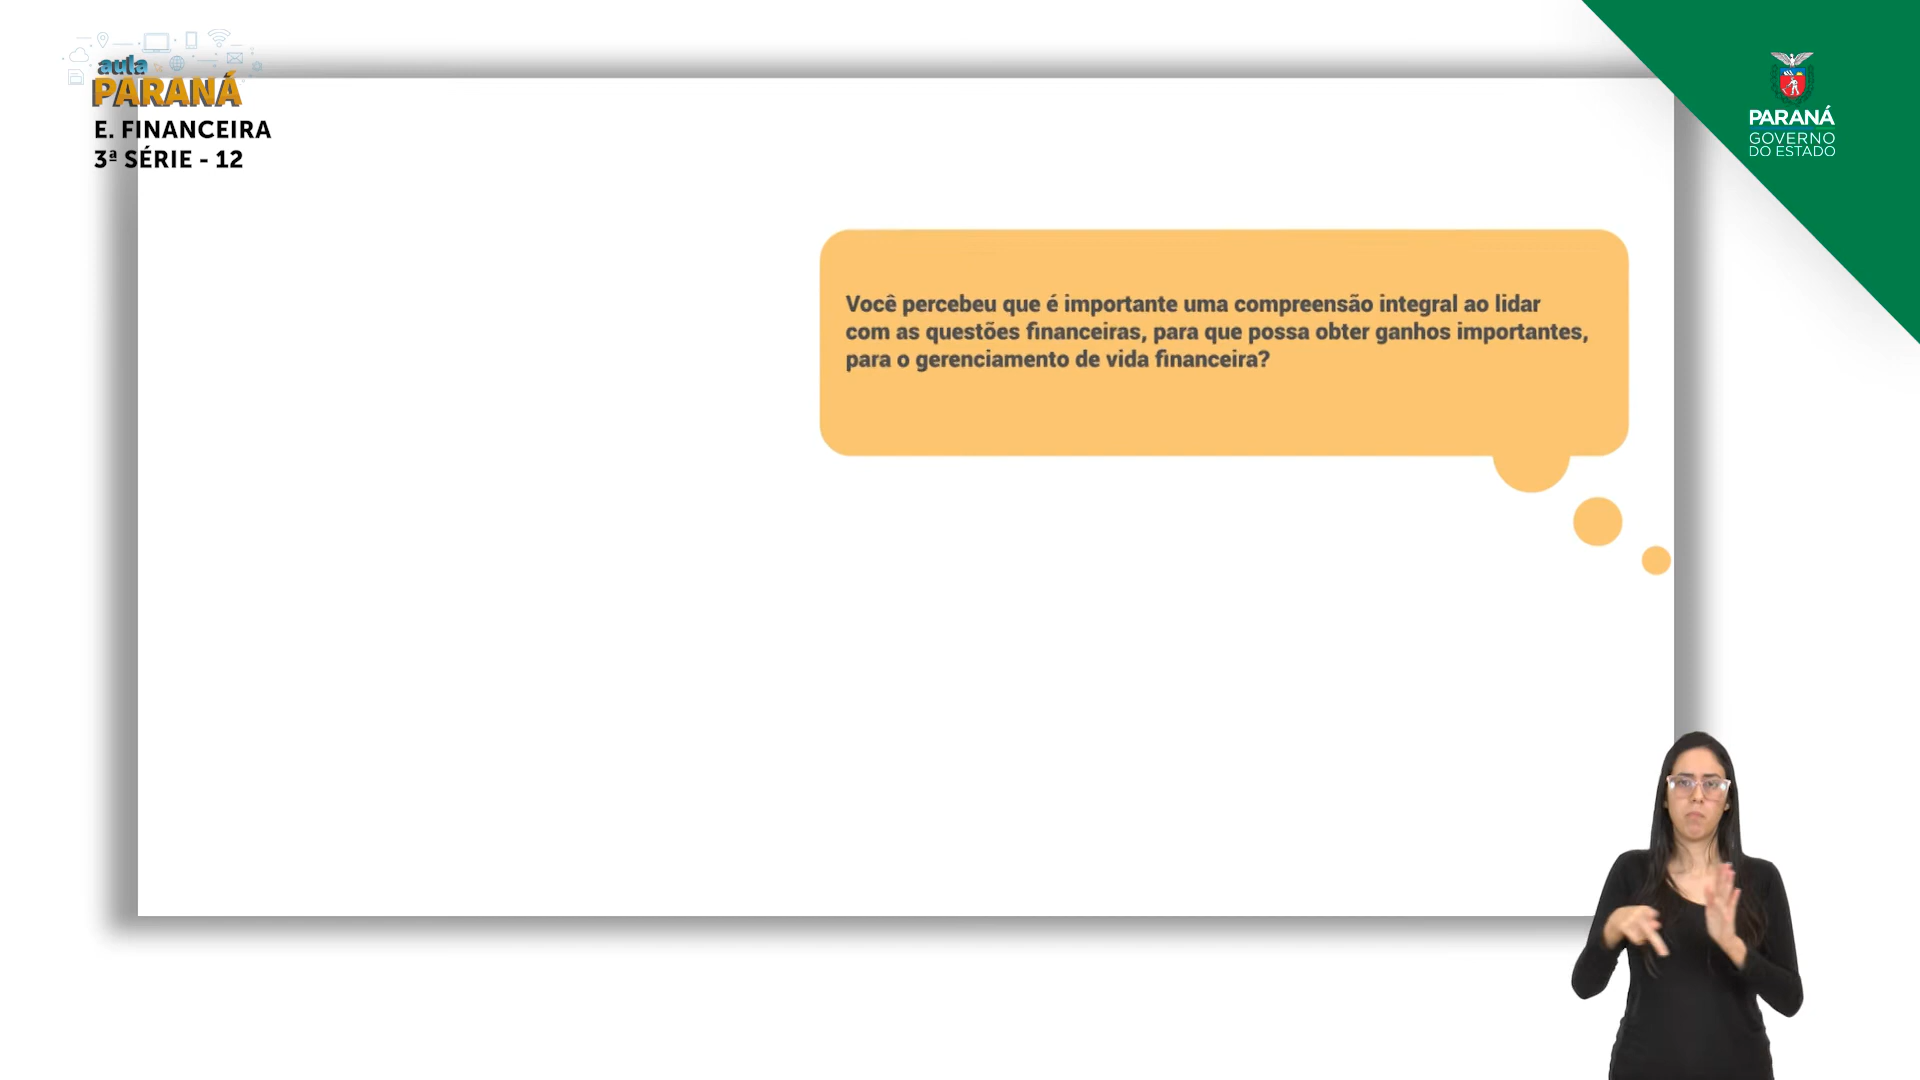 aula
PARANÁ
E. FINANCEIRA
3ª SÉRIE - 12
PARANÁ
GOVERNO
DO ESTADO
Você percebeu que é importante uma compreensão integral ao lidar
com as questões financeiras, para que possa obter ganhos importantes,
para o gerenciamento de vida financeira?